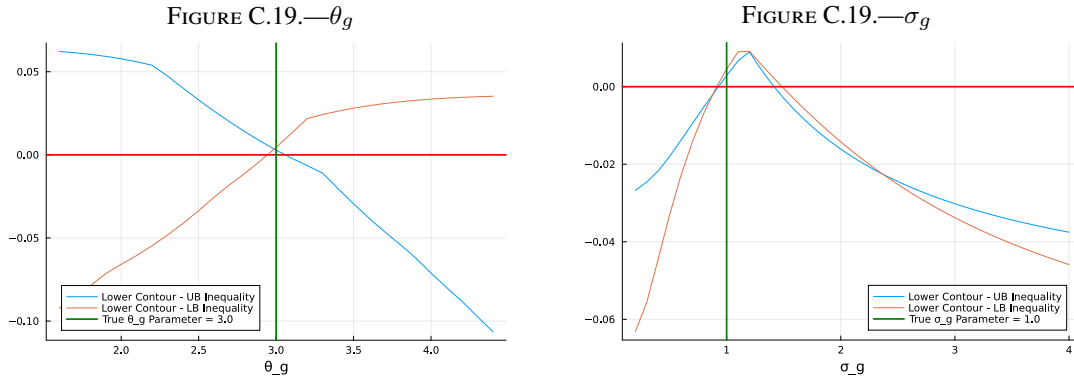 FIGURE C.19.—θ_g
0.05
0.00
−0.05
−0.10
2.0 2.5 3.0 3.5 4.0
θ_g
Lower Contour - UB Inequality
Lower Contour - LB Inequality
True θ_g Parameter = 3.0
FIGURE C.19.—σ_g
0.00
−0.02
−0.04
−0.06
1 2 3 4
σ_g
Lower Contour - UB Inequality
Lower Contour - LB Inequality
True σ_g Parameter = 1.0